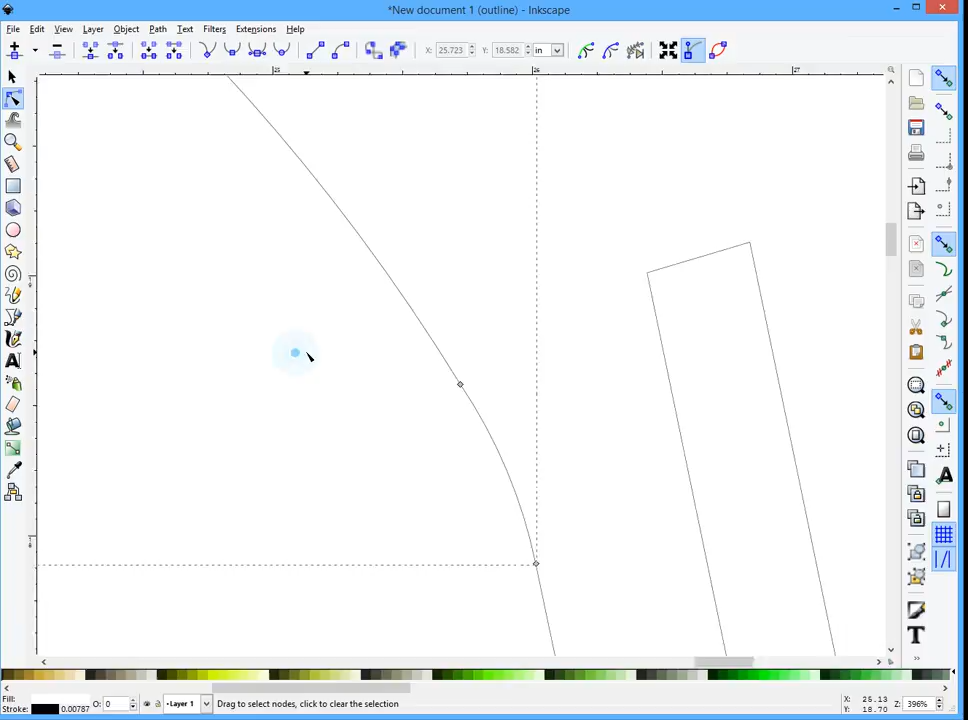 *New document 1 (outline) - Inkscape
File Edit View Layer Object Path Text Filters Extensions Help
X: 25.723 Y: 18.582 in
25 26 27
Fill:
Stroke: 0.00787 O: 0 -Layer 1 Drag to select nodes, click to clear the selection X: 25.13 Y: 18.70 Z: 396%